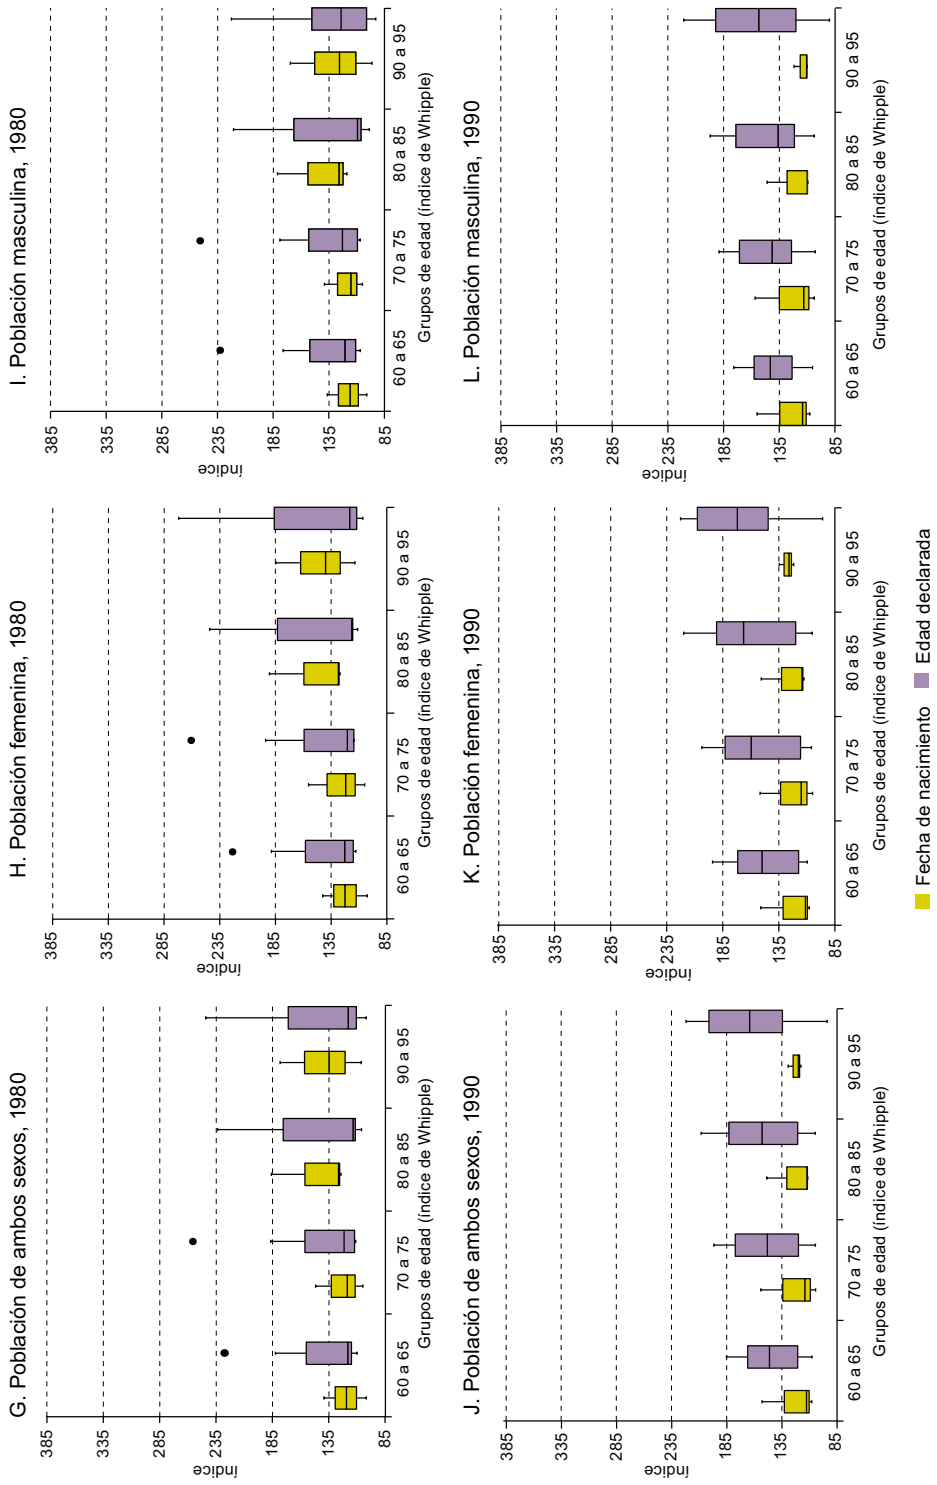 G. Población de ambos sexos, 1980
índice
385
335
285
235
185
135
85
60 a 65
70 a 75
80 a 85
90 a 95
Grupos de edad (índice de Whipple)
H. Población femenina, 1980
índice
385
335
285
235
185
135
85
60 a 65
70 a 75
80 a 85
90 a 95
Grupos de edad (índice de Whipple)
I. Población masculina, 1980
índice
385
335
285
235
185
135
85
60 a 65
70 a 75
80 a 85
90 a 95
Grupos de edad (índice de Whipple)
J. Población de ambos sexos, 1990
índice
385
335
285
235
185
135
85
60 a 65
70 a 75
80 a 85
90 a 95
Grupos de edad (índice de Whipple)
K. Población femenina, 1990
índice
385
335
285
235
185
135
85
60 a 65
70 a 75
80 a 85
90 a 95
Grupos de edad (índice de Whipple)
L. Población masculina, 1990
índice
385
335
285
235
185
135
85
60 a 65
70 a 75
80 a 85
90 a 95
Grupos de edad (índice de Whipple)
Fecha de nacimiento Edad declarada